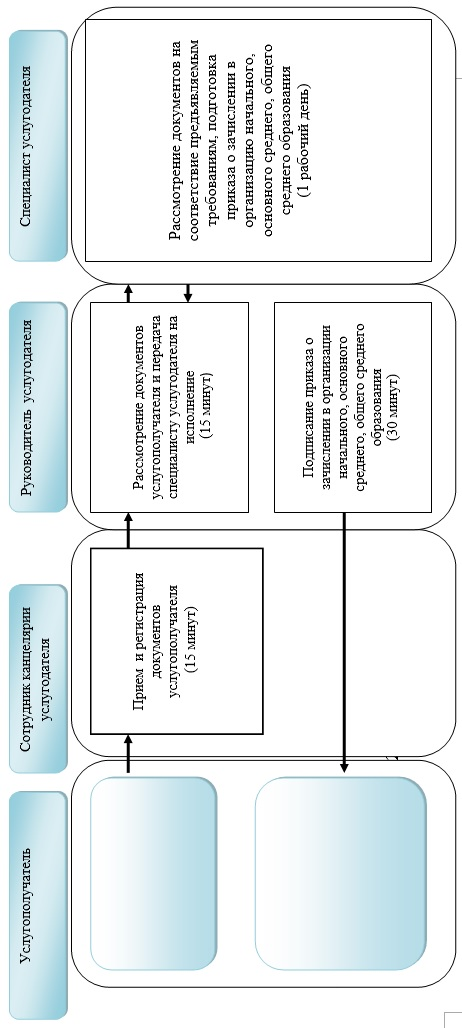 Услугополучатель
Сотрудник канцелярии
услугодателя
Руководитель услугодателя
Специалист услугодателя
Прием и регистрация
документов
услугополучателя
(15 минут)
Рассмотрение документов
услугополучателя и передача
специалисту услугодателя на
исполнение
(15 минут)
Рассмотрение документов на
соответствие предъявляемым
требованиям, подготовка
приказа о зачислении в
организацию начального,
основного среднего, общего
среднего образования
(1 рабочий день)
Подписание приказа о
зачислении в организации
начального, основного
среднего, общего среднего
образования
(30 минут)